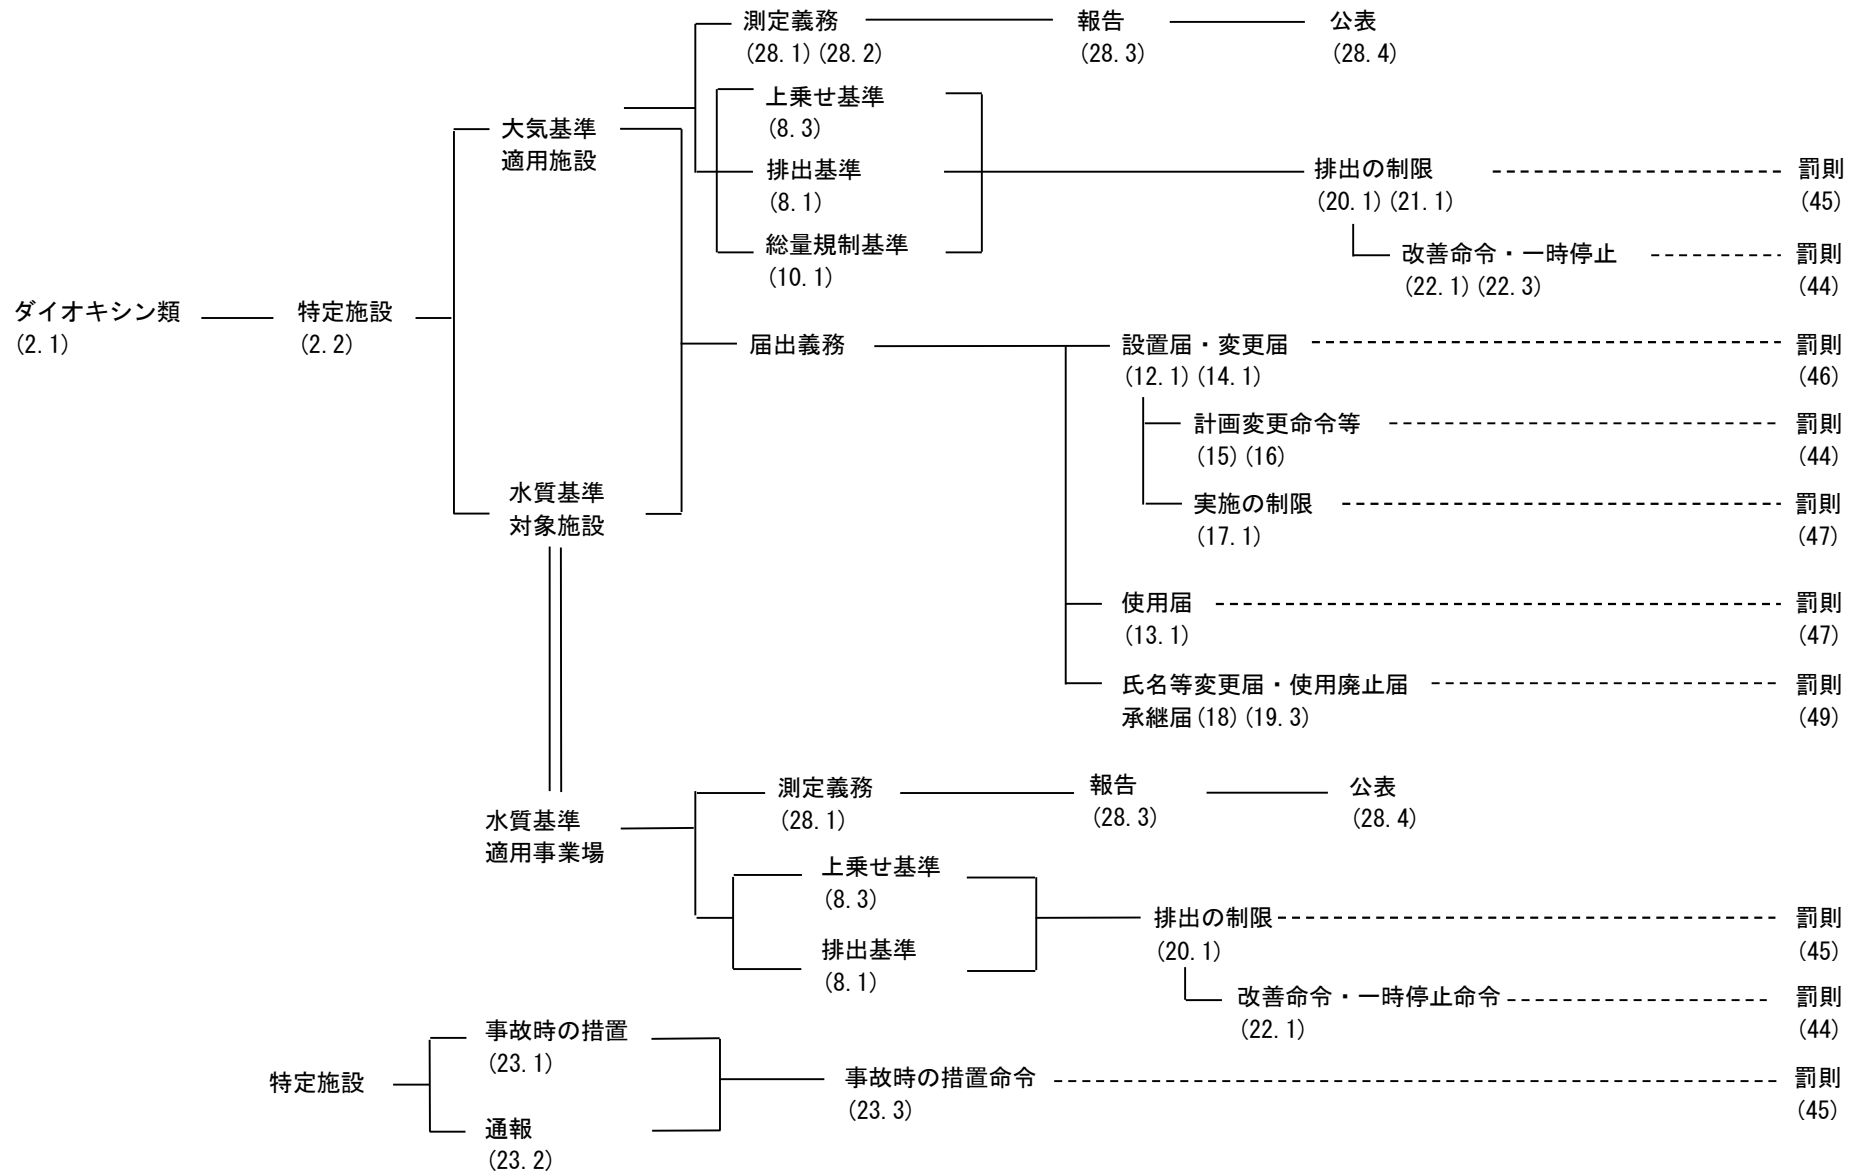 測定義務
(28.1)(28.2)
報告
(28.3)
公表
(28.4)
上乗せ基準
(8.3)
大気基準
適用施設
排出基準
(8.1)
排出の制限
(20.1)(21.1)
罰則
(45)
総量規制基準
(10.1)
改善命令・一時停止
(22.1)(22.3)
罰則
(44)
ダイオキシン類
(2.1)
特定施設
(2.2)
届出義務
設置届・変更届
(12.1)(14.1)
罰則
(46)
計画変更命令等
(15)(16)
罰則
(44)
水質基準
対象施設
実施の制限
(17.1)
罰則
(47)
使用届
(13.1)
罰則
(47)
氏名等変更届・使用廃止届
承継届(18)(19.3)
罰則
(49)
測定義務
(28.1)
報告
(28.3)
公表
(28.4)
水質基準
適用事業場
上乗せ基準
(8.3)
排出基準
(8.1)
排出の制限
(20.1)
罰則
(45)
改善命令・一時停止命令
(22.1)
罰則
(44)
特定施設
事故時の措置
(23.1)
通報
(23.2)
事故時の措置命令
(23.3)
罰則
(45)